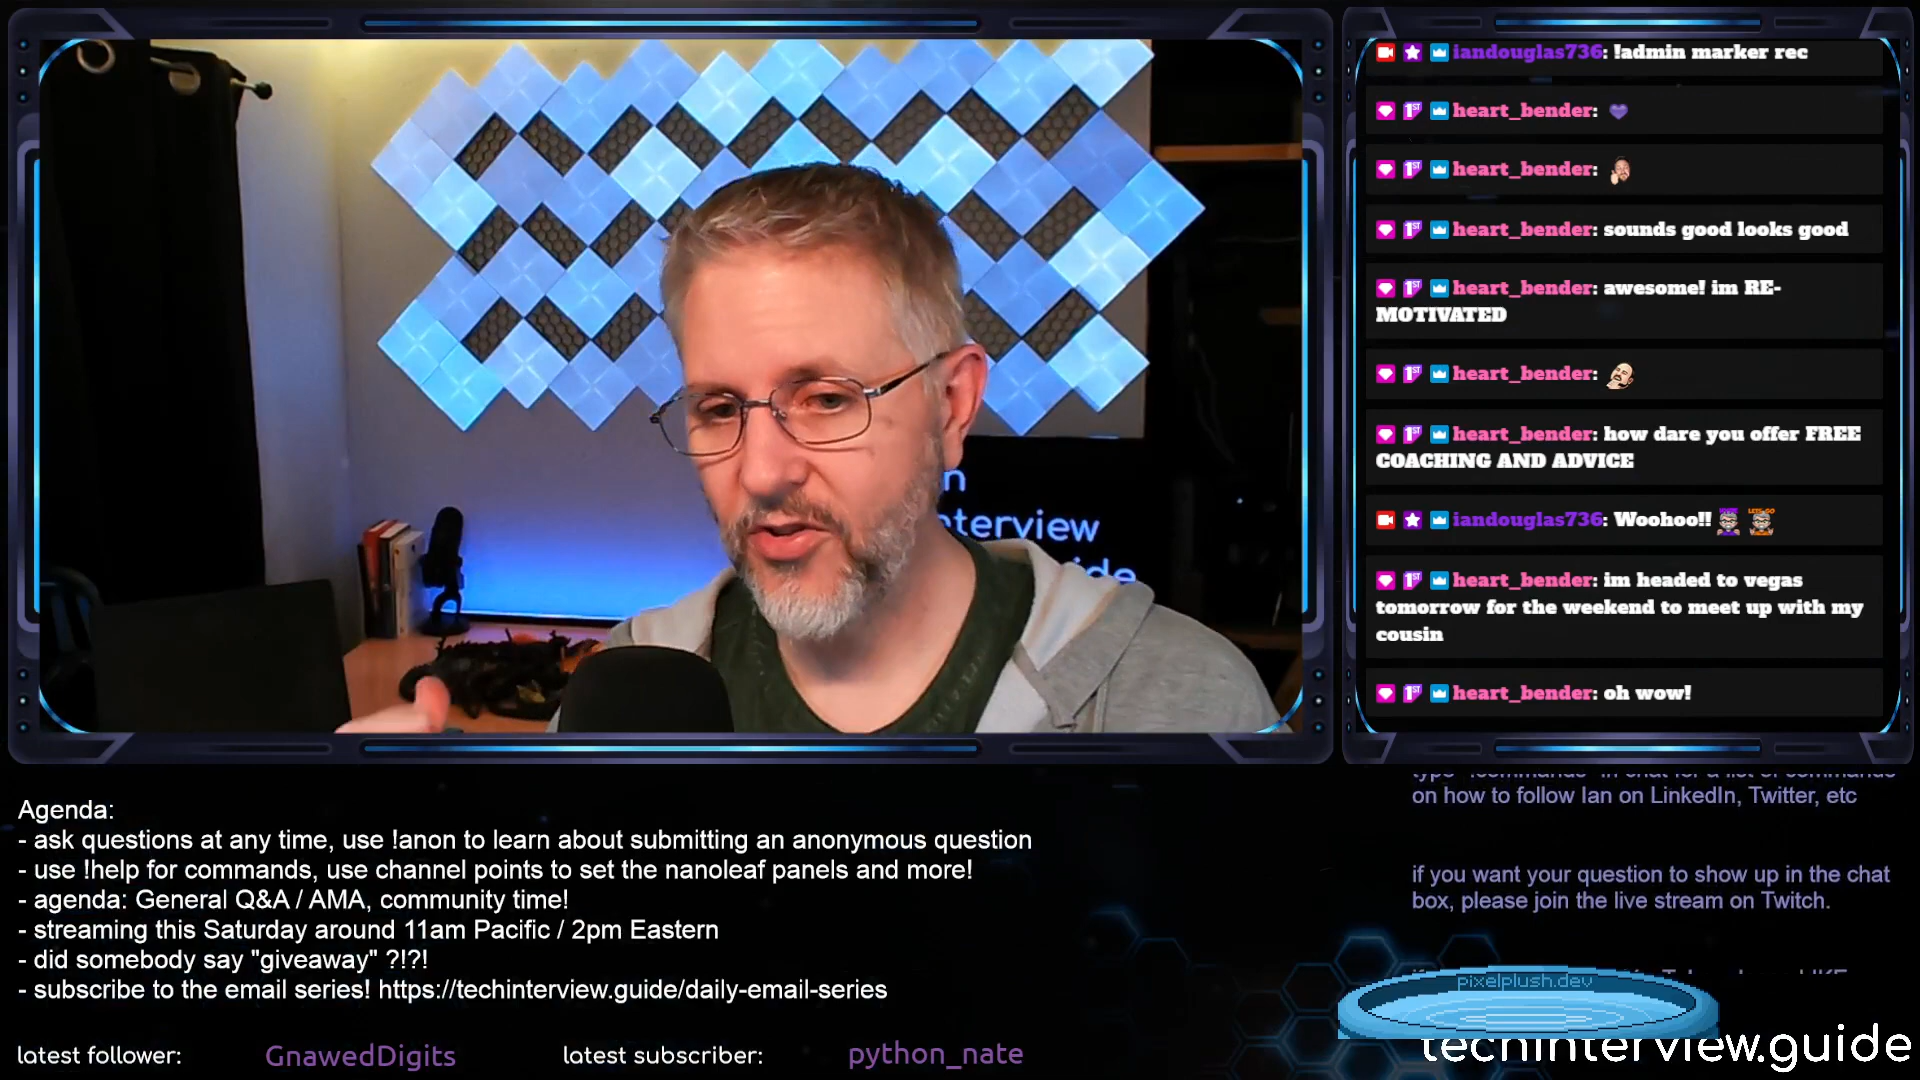 iandouglas736: !admin marker rec
heart_bender:
heart_bender:
heart_bender: sounds good looks good
heart_bender: awesome! im RE-
MOTIVATED
heart_bender:
heart_bender: how dare you offer FREE
COACHING AND ADVICE
iandouglas736: Woohoo!!
heart_bender: im headed to vegas
tomorrow for the weekend to meet up with my
cousin
heart_bender: oh wow!
nterview
Agenda:
- ask questions at any time, use !anon to learn about submitting an anonymous question
- use !help for commands, use channel points to set the nanoleaf panels and more!
- agenda: General Q&A / AMA, community time!
- streaming this Saturday around 11am Pacific / 2pm Eastern
- did somebody say "giveaway" ?!?!
- subscribe to the email series! https://techinterview.guide/daily-email-series
latest follower: GnawedDigits latest subscriber: python_nate
on how to follow Ian on LinkedIn, Twitter, etc
if you want your question to show up in the chat
box, please join the live stream on Twitch.
pixelplush.dev
techinterview.guide